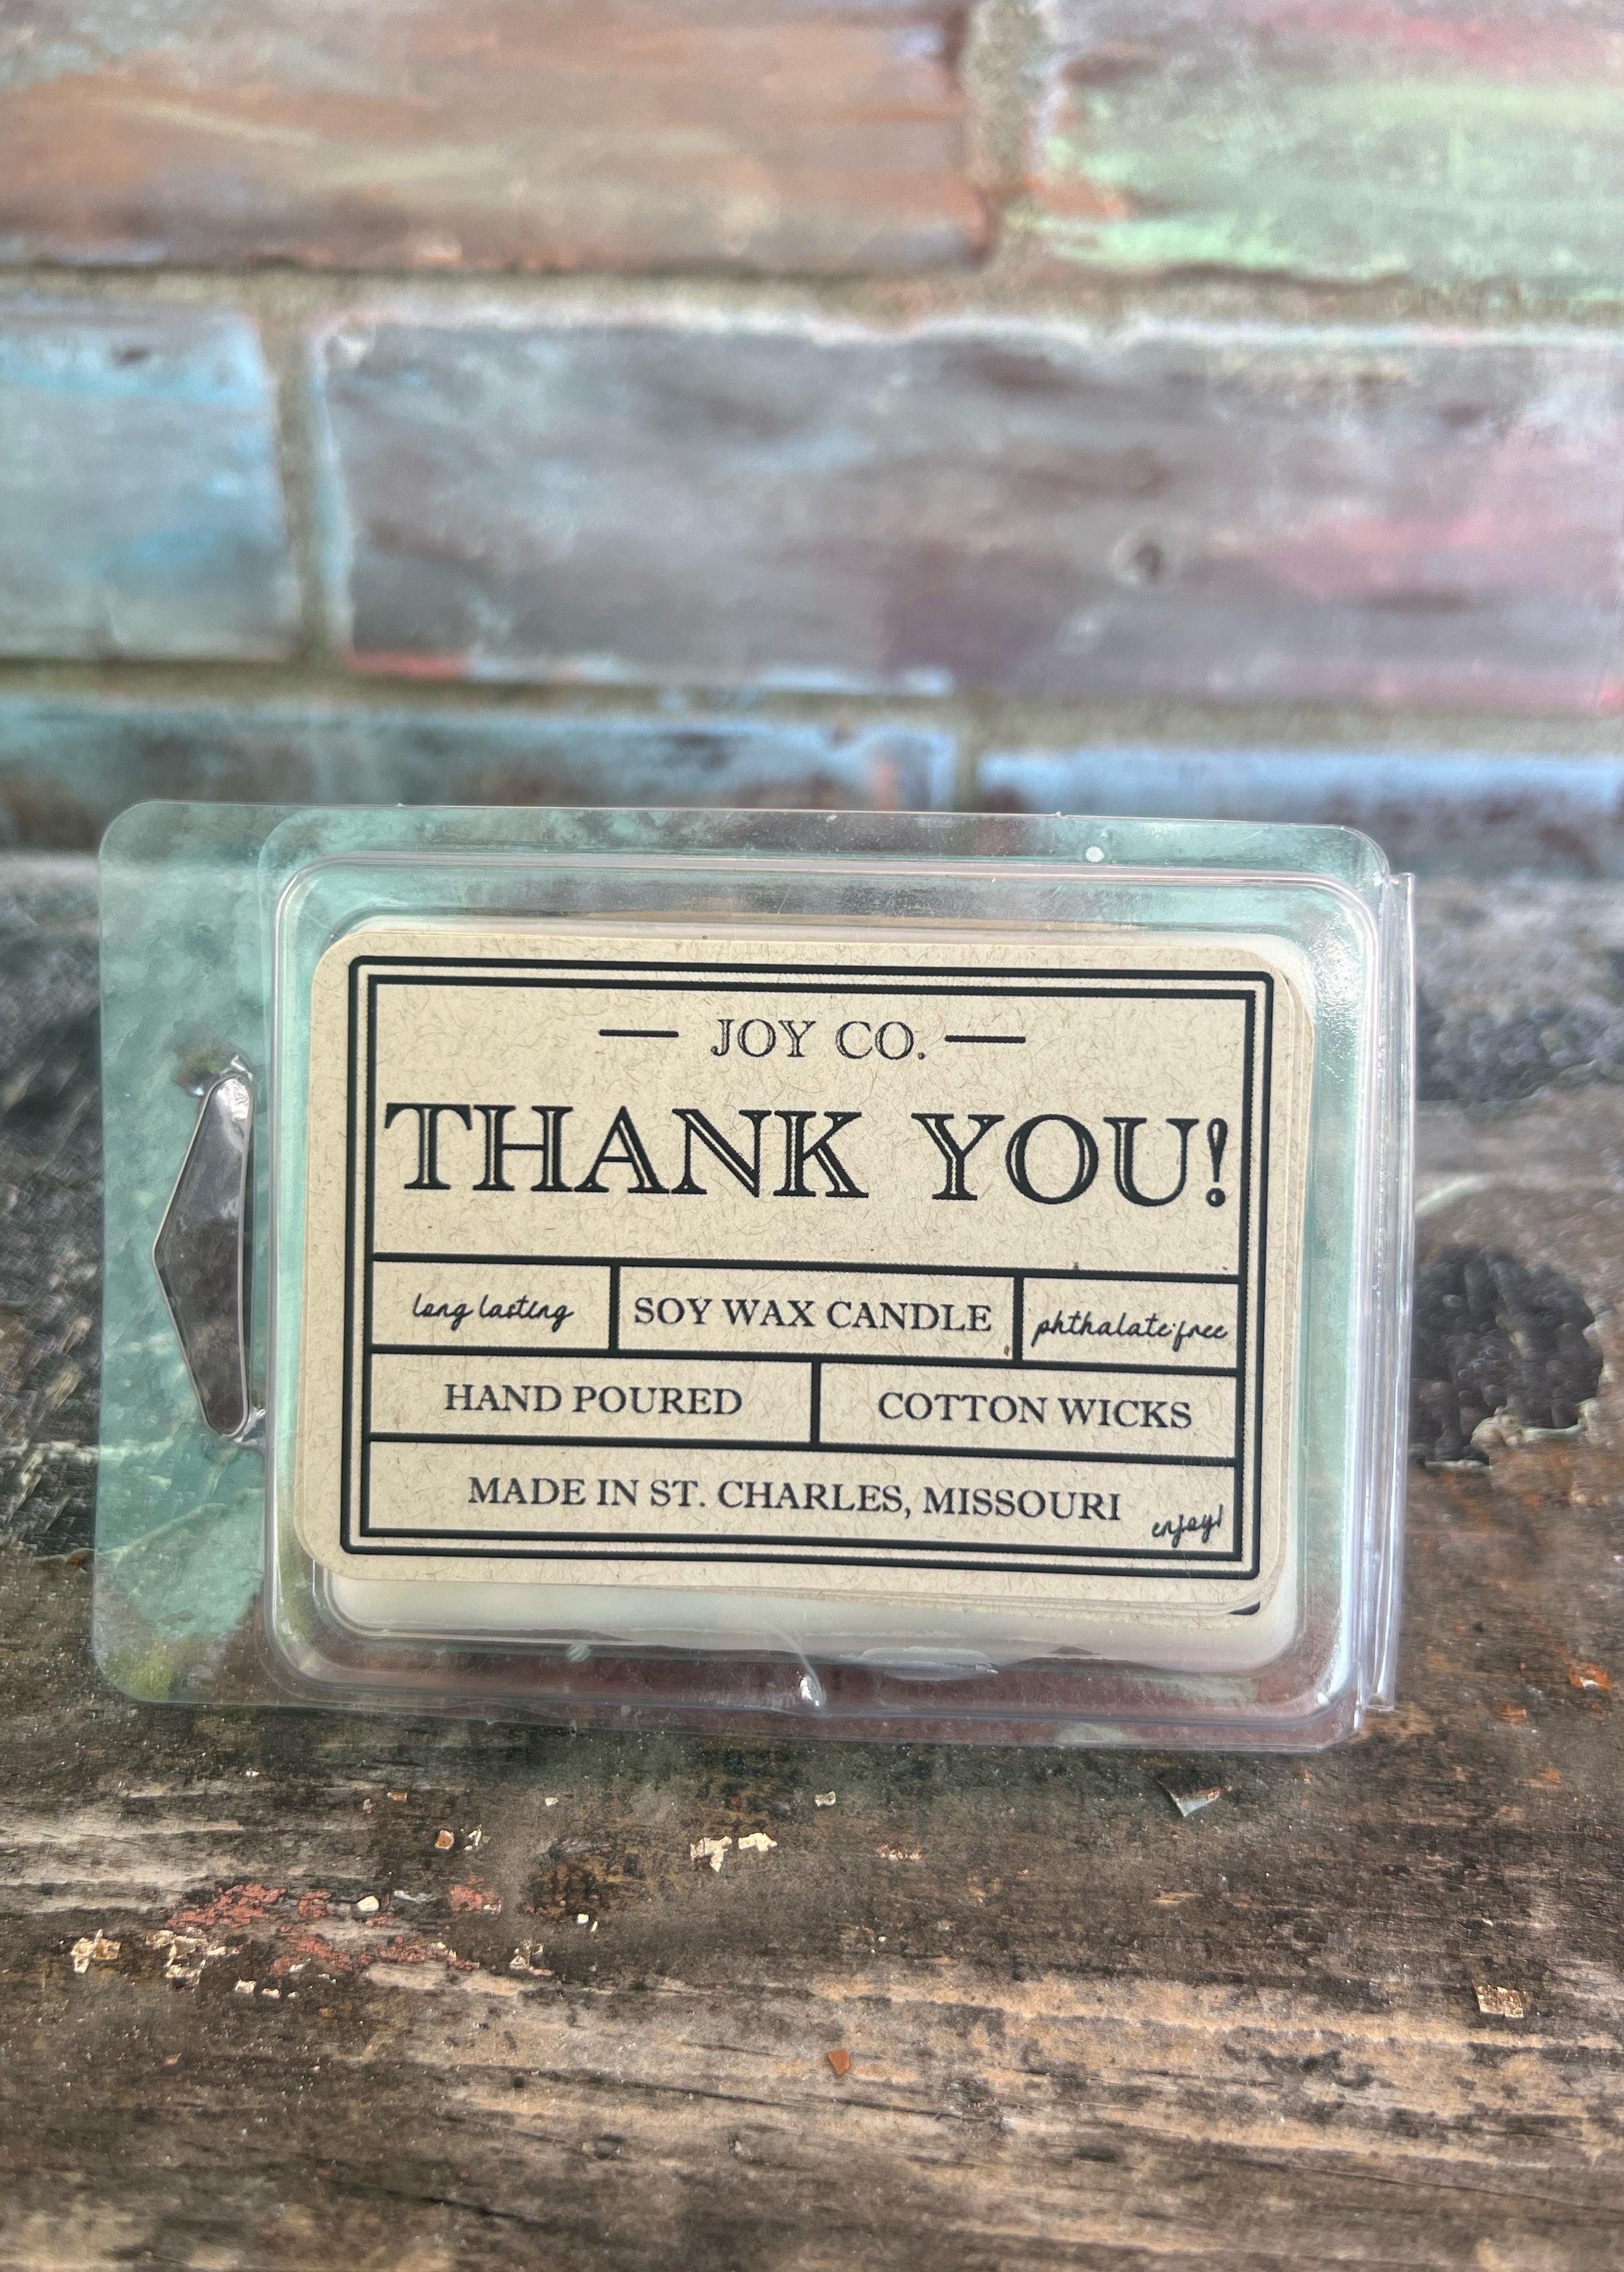 JOY CO.
THANK YOU!
long lasting
SOY WAX CANDLE
phthalate free
HAND POURED
COTTON WICKS
MADE IN ST. CHARLES, MISSOURI
enjoy!